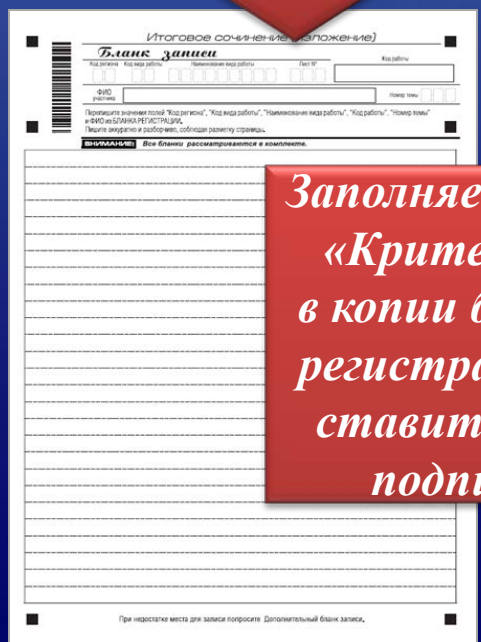 Итоговое сочинение (изложение)
Бланк записи
Код региона Код вида работы Наименование вида работы Лист № Код работы
ФИО участника Номер темы
Перепишите значения полей "Код региона", "Код вида работы", "Наименование вида работы", "Код работы", "Номер темы"
и ФИО из БЛАНКА РЕГИСТРАЦИИ.
Пишите аккуратно и разборчиво, соблюдая разметку страницы.
ВНИМАНИЕ! Все бланки рассматриваются в комплекте.
Заполняе
«Крите
в копии б
регистра
ставит
подпи
При недостатке места для записи попросите Дополнительный бланк записи.